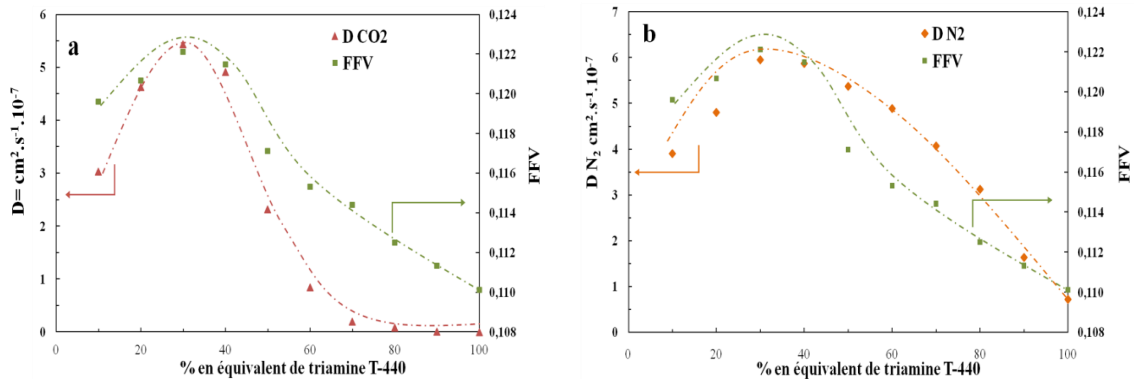 a
D CO2
FFV
D= cm².s⁻¹.10⁻⁷
6
5
4
3
2
1
0
0,124
0,122
0,120
0,118
0,116
0,114
0,112
0,110
0,108
FFV
0 20 40 60 80 100
% en équivalent de triamine T-440
b
D N2
FFV
D N₂ cm².s⁻¹.10⁻⁷
7
6
5
4
3
2
1
0
0,124
0,122
0,120
0,118
0,116
0,114
0,112
0,110
0,108
FFV
0 20 40 60 80 100
% en équivalent de triamine T-440